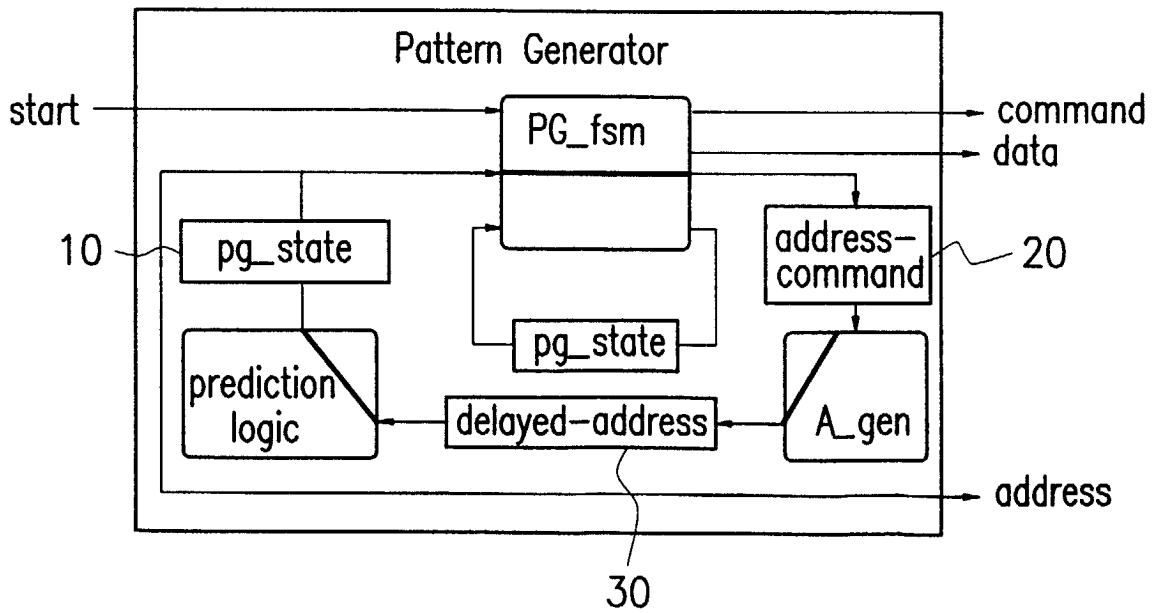 Pattern Generator
start
PG_fsm
command
data
10
pg_state
address-
command
20
pg_state
prediction
logic
delayed-address
A_gen
address
30